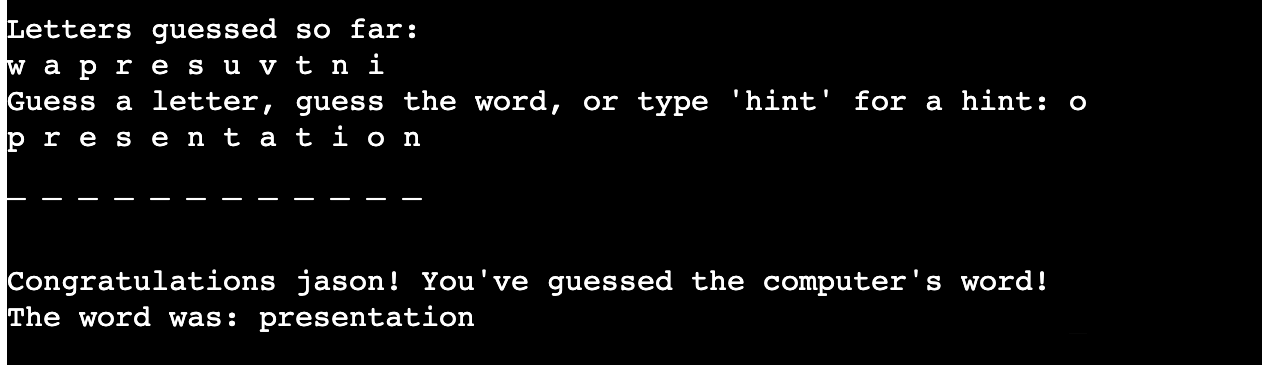 Letters guessed so far:
w a p r e s u v t n i
Guess a letter, guess the word, or type 'hint' for a hint: o
p r e s e n t a t i o n
_ _ _ _ _ _ _ _ _ _ _ _
Congratulations jason! You've guessed the computer's word!
The word was: presentation